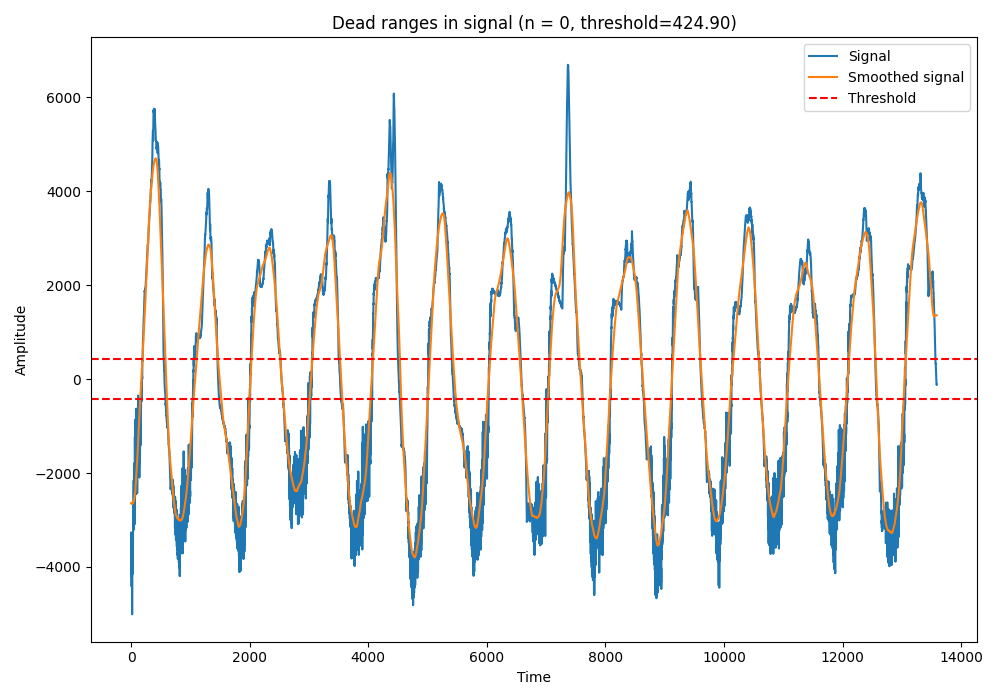 Dead ranges in signal (n = 0, threshold=424.90)
Signal
Smoothed signal
Threshold
Amplitude
6000
4000
2000
0
−2000
−4000
0
2000
4000
6000
8000
10000
12000
14000
Time